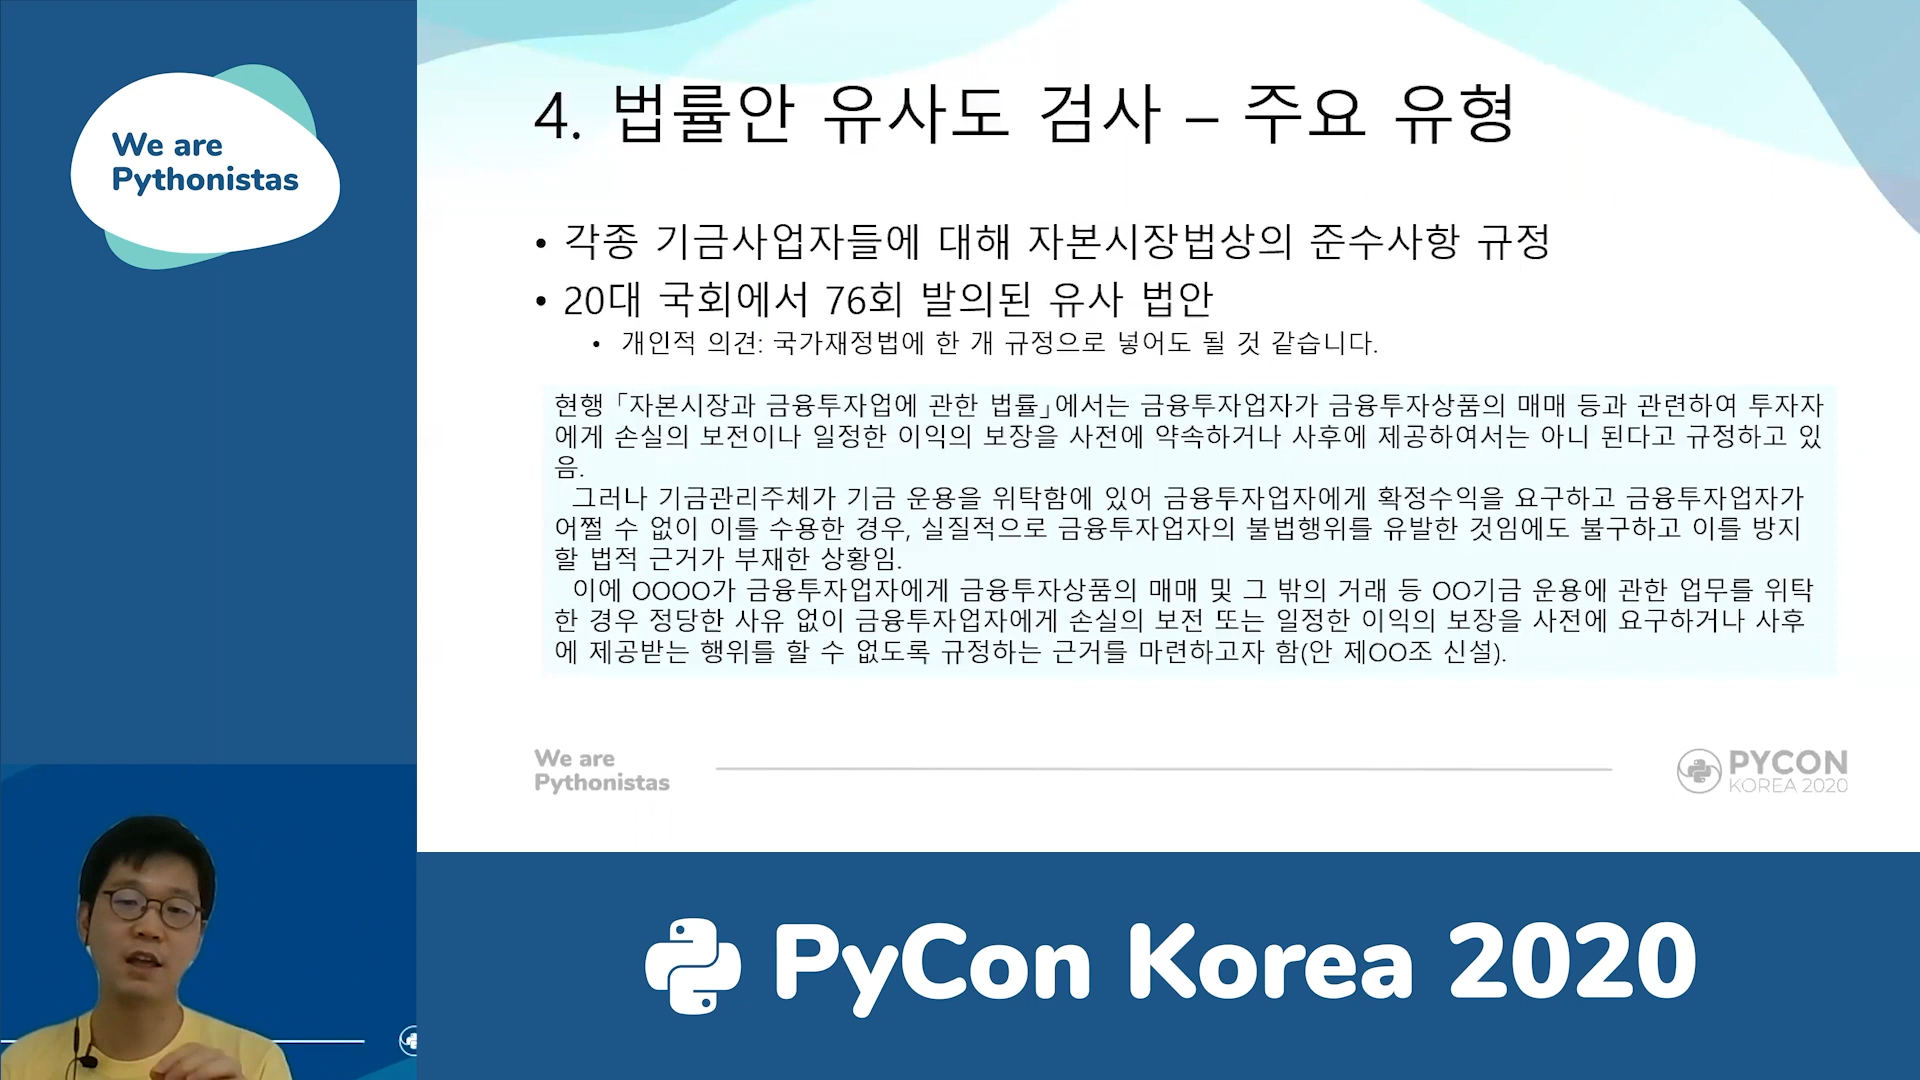 We are
Pythonistas
4. 법률안 유사도 검사 – 주요 유형
• 각종 기금사업자들에 대해 자본시장법상의 준수사항 규정
• 20대 국회에서 76회 발의된 유사 법안
• 개인적 의견: 국가재정법에 한 개 규정으로 넣어도 될 것 같습니다.
현행 「자본시장과 금융투자업에 관한 법률」에서는 금융투자업자가 금융투자상품의 매매 등과 관련하여 투자자
에게 손실의 보전이나 일정한 이익의 보장을 사전에 약속하거나 사후에 제공하여서는 아니 된다고 규정하고 있
음.
그러나 기금관리주체가 기금 운용을 위탁함에 있어 금융투자업자에게 확정수익을 요구하고 금융투자업자가
어쩔 수 없이 이를 수용한 경우, 실질적으로 금융투자업자의 불법행위를 유발한 것임에도 불구하고 이를 방지
할 법적 근거가 부재한 상황임.
이에 OOOO가 금융투자업자에게 금융투자상품의 매매 및 그 밖의 거래 등 OO기금 운용에 관한 업무를 위탁
한 경우 정당한 사유 없이 금융투자업자에게 손실의 보전 또는 일정한 이익의 보장을 사전에 요구하거나 사후
에 제공받는 행위를 할 수 없도록 규정하는 근거를 마련하고자 함(안 제OO조 신설).
We are
Pythonistas
PYCON
KOREA 2020
PyCon Korea 2020